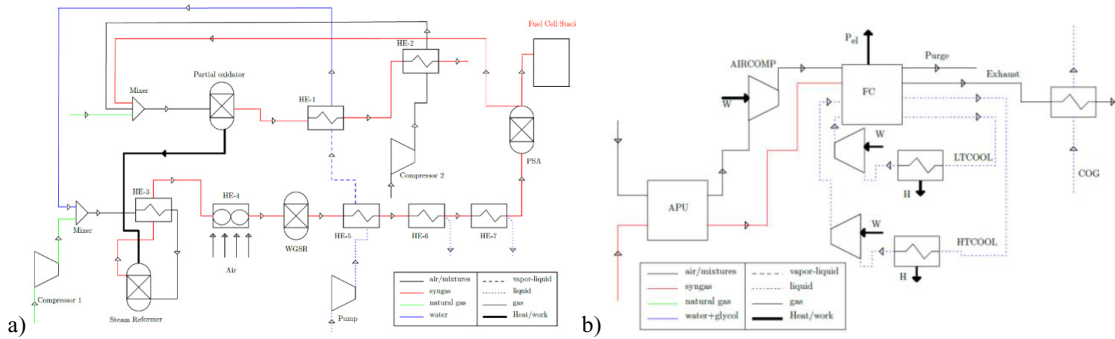 Fuel Cell Stack
HE-2
Partial oxidator
Mixer
HE-1
PSA
Compressor 2
HE-3
HE-4
Mixer
WGSR
HE-5
HE-6
HE-7
Air
Compressor 1
Steam Reformer
Pump
air/mixtures
vapor-liquid
syngas
liquid
natural gas
gas
water
Heat/work
a)
P_el
AIRCOMP
Purge
Exhaust
W
FC
W
LTCOOL
H
COG
APU
W
HTCOOL
H
air/mixtures
vapor-liquid
syngas
liquid
natural gas
gas
water+glycol
Heat/work
b)